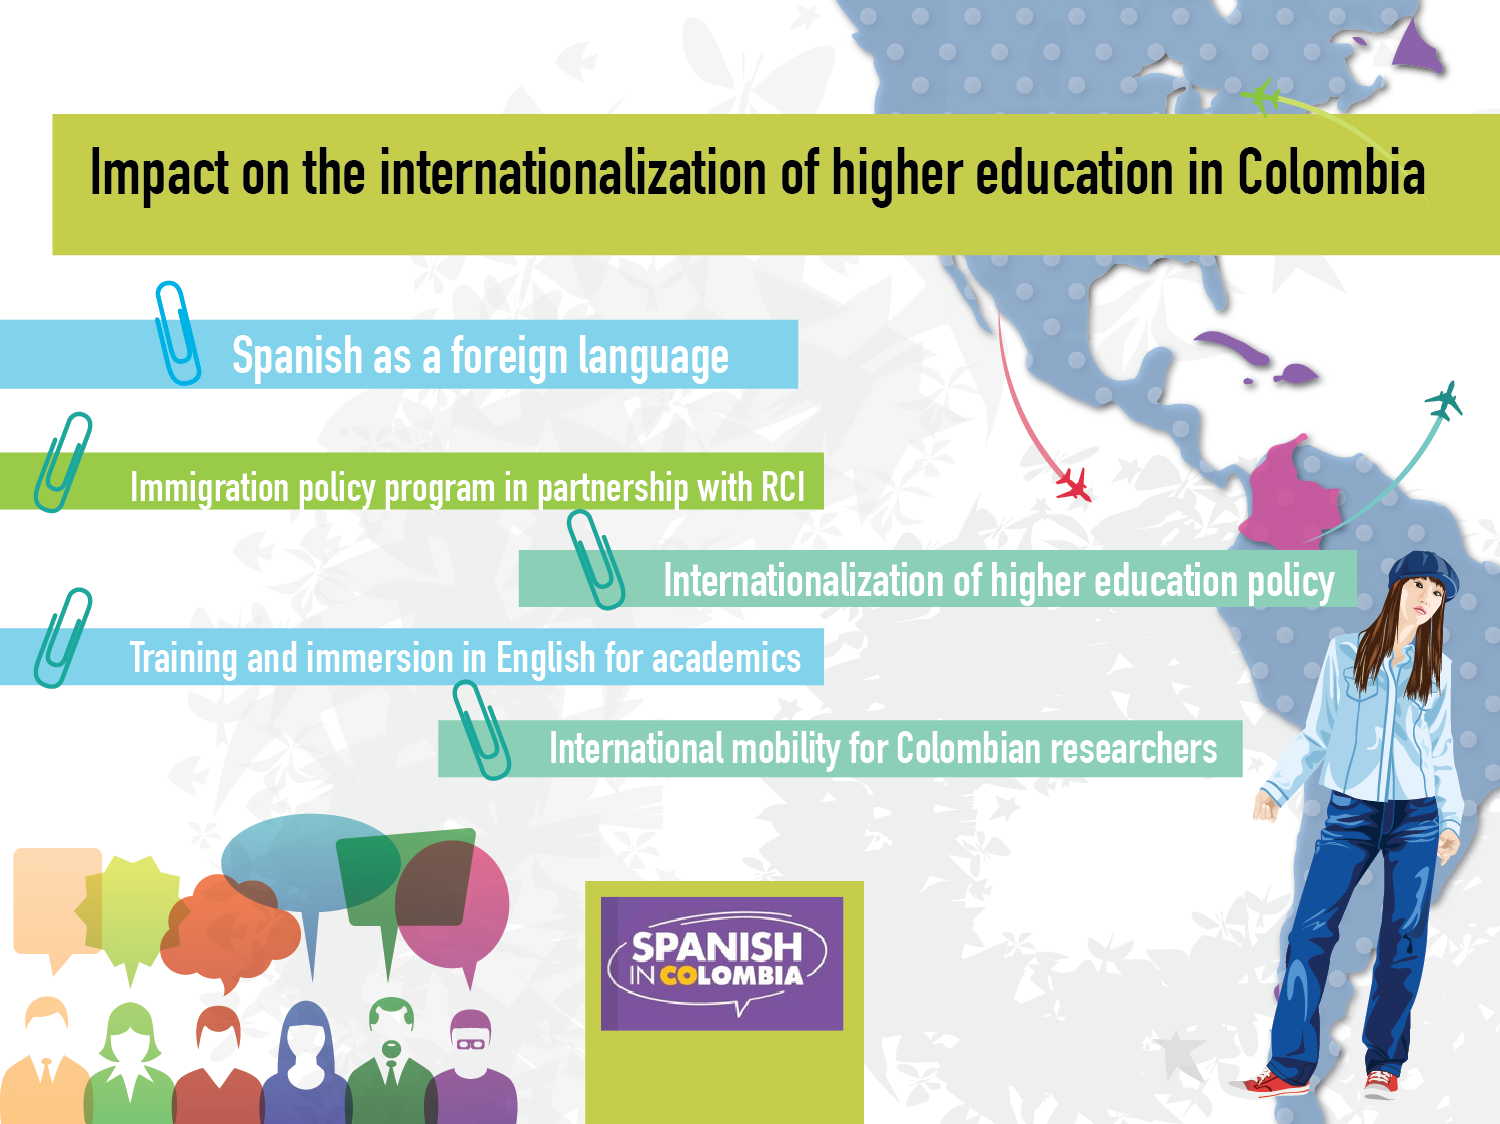 Impact on the internationalization of higher education in Colombia
Spanish as a foreign language
Immigration policy program in partnership with RCI
Internationalization of higher education policy
Training and immersion in English for academics
International mobility for Colombian researchers
SPANISH
IN COLOMBIA